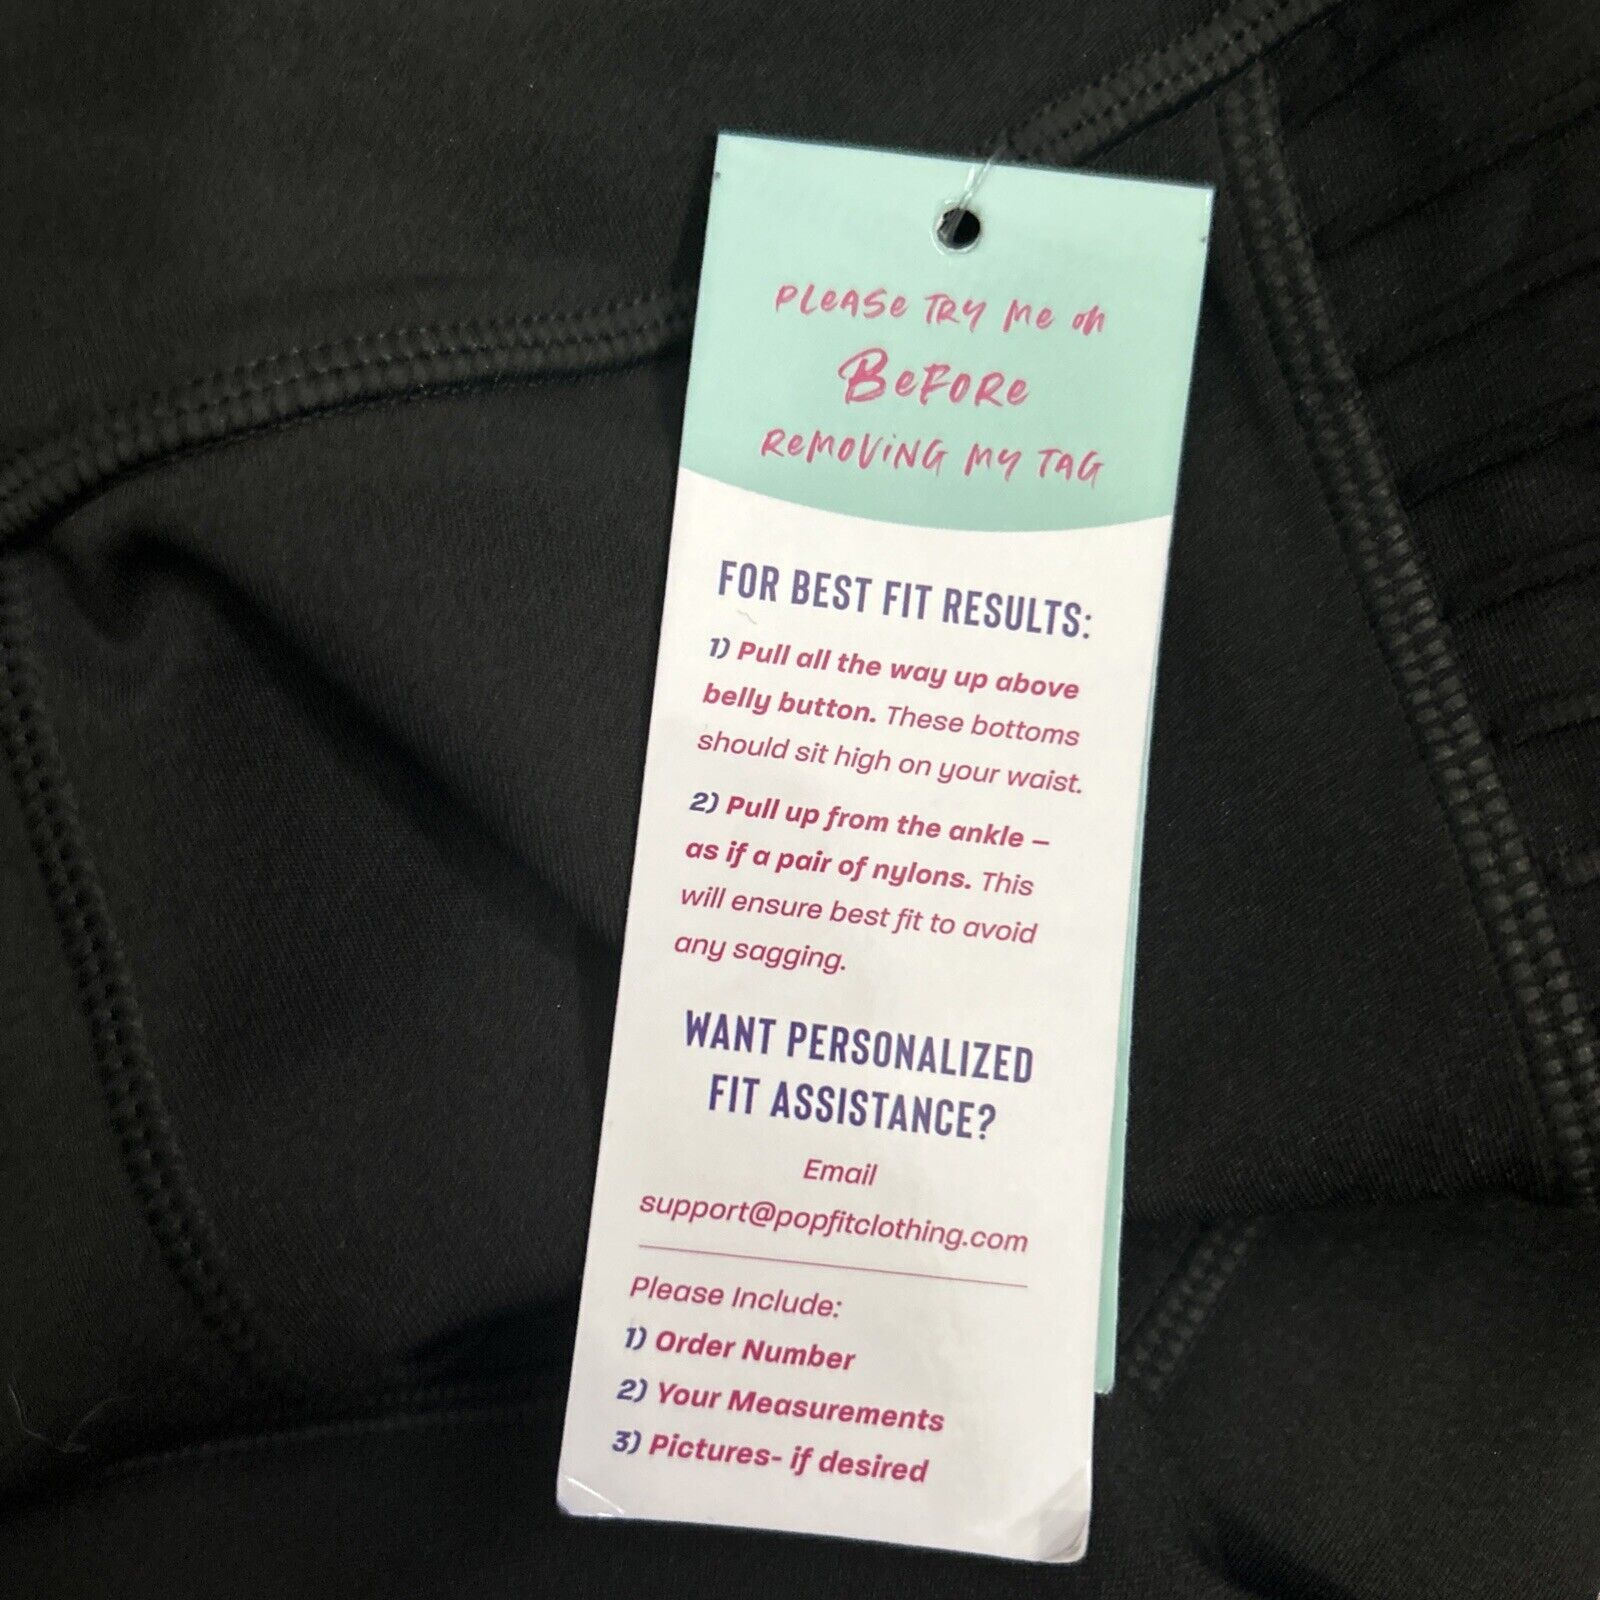 PLEASE TRY ME ON
BEFORE
REMOVING MY TAG
FOR BEST FIT RESULTS:
1) Pull all the way up above
belly button. These bottoms
should sit high on your waist.
2) Pull up from the ankle –
as if a pair of nylons. This
will ensure best fit to avoid
any sagging.
WANT PERSONALIZED
FIT ASSISTANCE?
Email
support@popfitclothing.com
Please Include:
1) Order Number
2) Your Measurements
3) Pictures- if desired